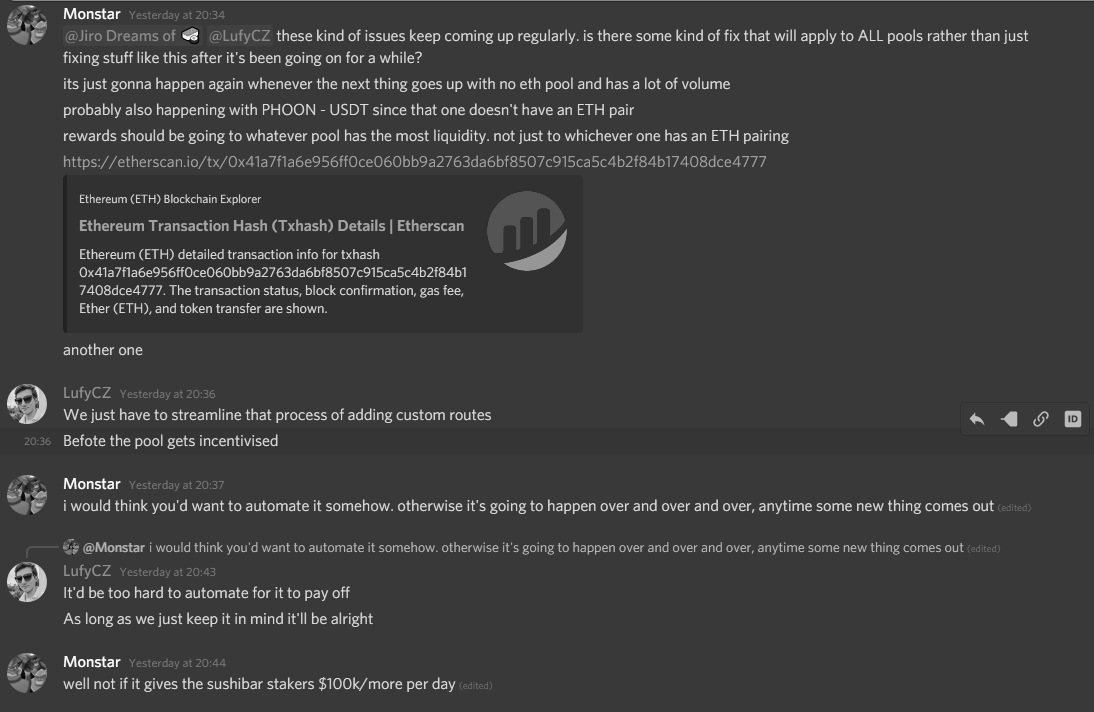 Monstar Yesterday at 20:34
@Jiro Dreams of @LufyCZ these kind of issues keep coming up regularly. is there some kind of fix that will apply to ALL pools rather than just
fixing stuff like this after it's been going on for a while?
its just gonna happen again whenever the next thing goes up with no eth pool and has a lot of volume
probably also happening with PHOON - USDT since that one doesn't have an ETH pair
rewards should be going to whatever pool has the most liquidity. not just to whichever one has an ETH pairing
https://etherscan.io/tx/0x41a7f1a6e956ff0ce060bb9a2763da6bf8507c915ca5c4b2f84b17408dce4777
Ethereum (ETH) Blockchain Explorer
Ethereum Transaction Hash (Txhash) Details | Etherscan
Ethereum (ETH) detailed transaction info for txhash
0x41a7f1a6e956ff0ce060bb9a2763da6bf8507c915ca5c4b2f84b1
7408dce4777. The transaction status, block confirmation, gas fee,
Ether (ETH), and token transfer are shown.
another one
LufyCZ Yesterday at 20:36
We just have to streamline that process of adding custom routes
ID
20:36 Befote the pool gets incentivised
Monstar Yesterday at 20:37
i would think you'd want to automate it somehow. otherwise it's going to happen over and over and over, anytime some new thing comes out (edited)
@Monstar i would think you'd want to automate it somehow. otherwise it's going to happen over and over and over, anytime some new thing comes out (edited)
LufyCZ Yesterday at 20:43
It'd be too hard to automate for it to pay off
As long as we just keep it in mind it'll be alright
Monstar Yesterday at 20:44
well not if it gives the sushibar stakers $100k/more per day (edited)